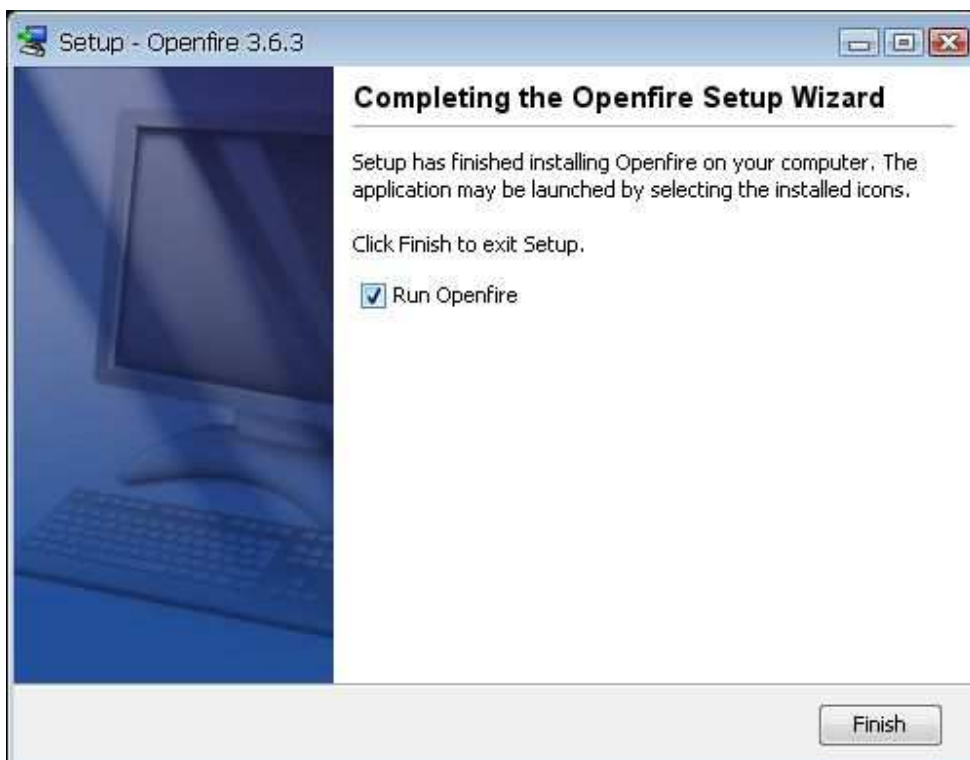 Setup - Openfire 3.6.3
Completing the Openfire Setup Wizard
Setup has finished installing Openfire on your computer. The
application may be launched by selecting the installed icons.
Click Finish to exit Setup.
Run Openfire
Finish